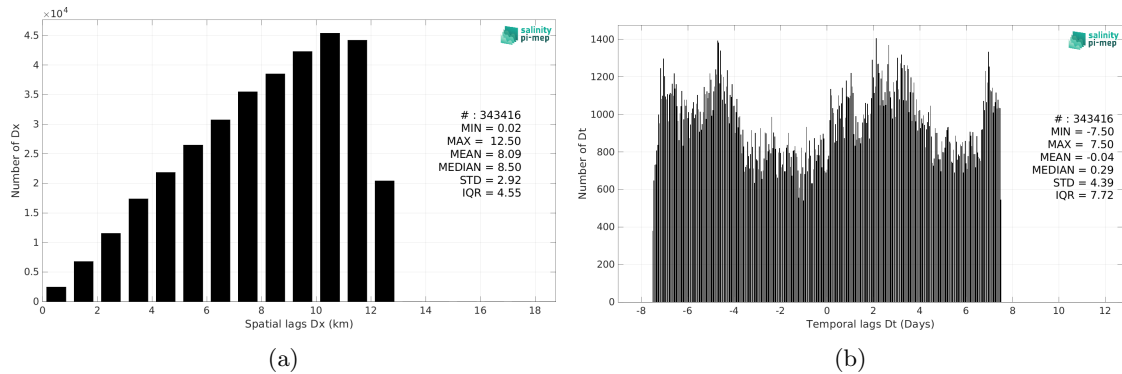 ×10⁴
4.5
4
3.5
3
2.5
2
1.5
1
0.5
0
Number of Dx
0 2 4 6 8 10 12 14 16 18
Spatial lags Dx (km)
salinity
pi-mep
# : 343416
MIN = 0.02
MAX = 12.50
MEAN = 8.09
MEDIAN = 8.50
STD = 2.92
IQR = 4.55
(a)
1400
1200
1000
800
600
400
200
0
Number of Dt
-8 -6 -4 -2 0 2 4 6 8 10 12
Temporal lags Dt (Days)
salinity
pi-mep
# : 343416
MIN = -7.50
MAX = 7.50
MEAN = -0.04
MEDIAN = 0.29
STD = 4.39
IQR = 7.72
(b)